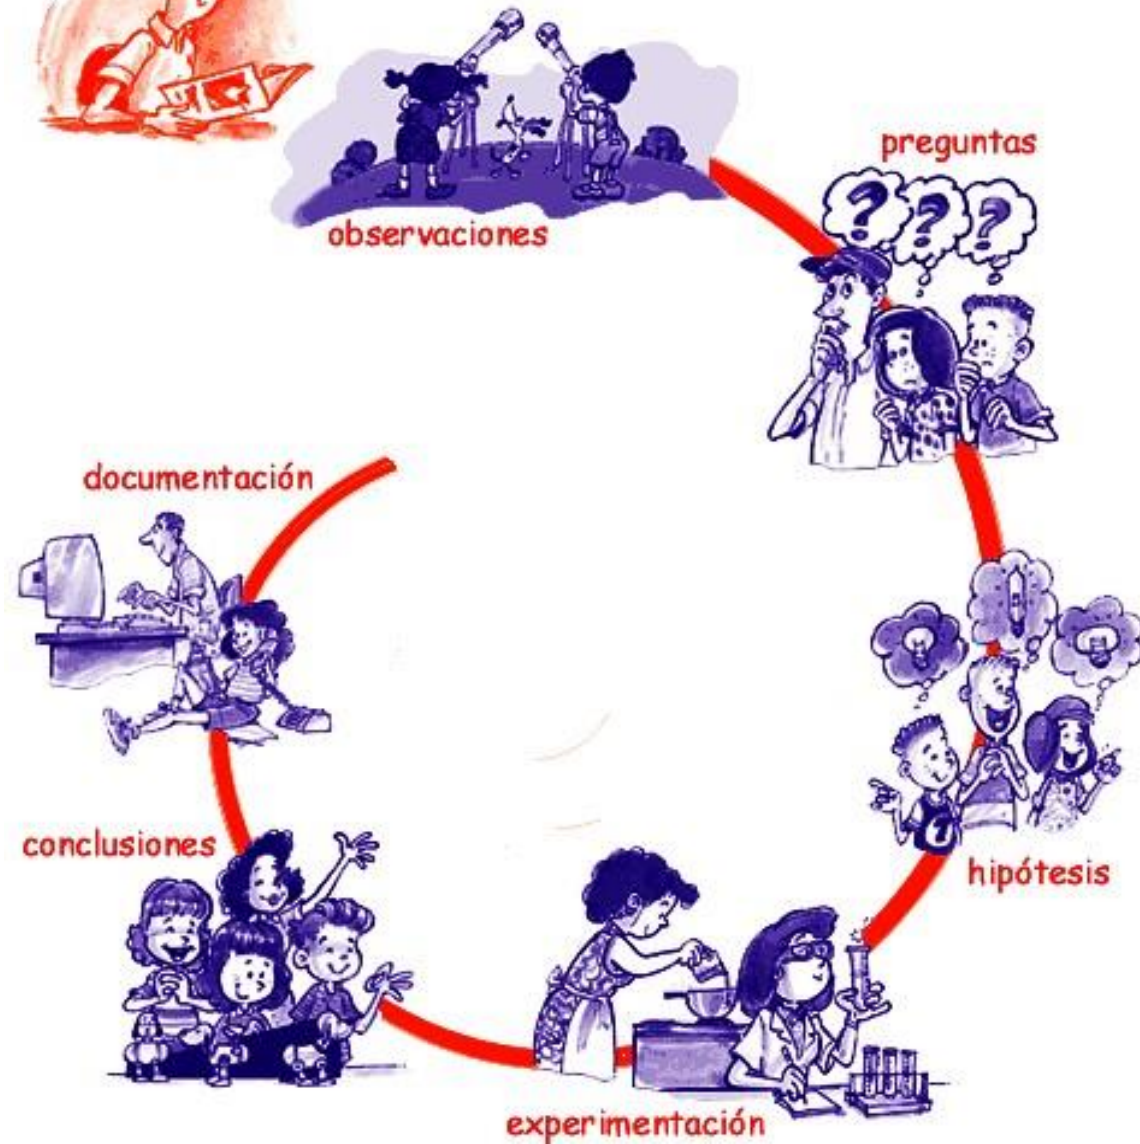 observaciones
preguntas
? ? ?
hipótesis
experimentación
conclusiones
documentación